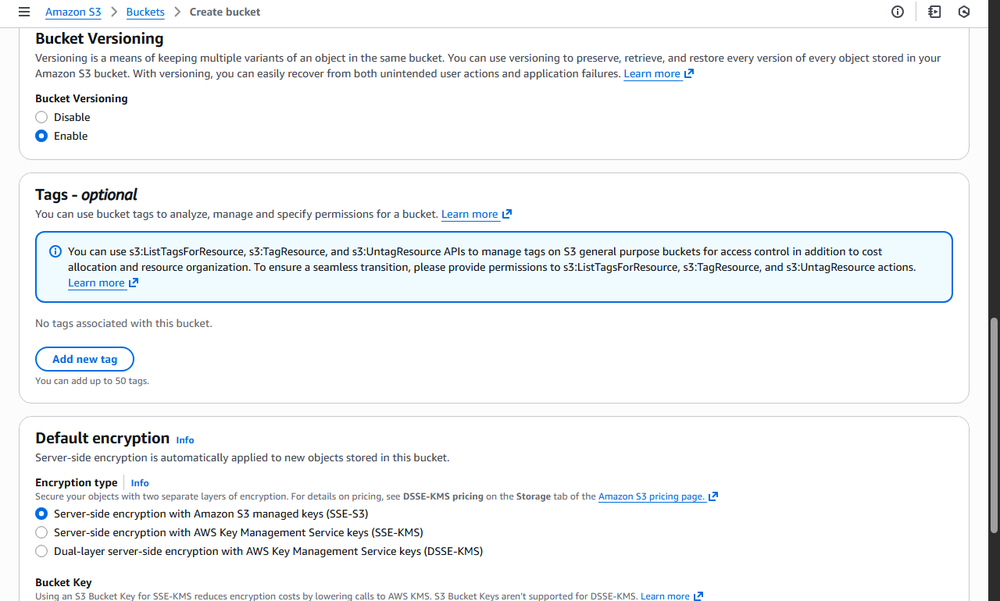 Amazon S3 > Buckets > Create bucket
Bucket Versioning
Versioning is a means of keeping multiple variants of an object in the same bucket. You can use versioning to preserve, retrieve, and restore every version of every object stored in your
Amazon S3 bucket. With versioning, you can easily recover from both unintended user actions and application failures. Learn more
Bucket Versioning
Disable
Enable
Tags - optional
You can use bucket tags to analyze, manage and specify permissions for a bucket. Learn more
You can use s3:ListTagsForResource, s3:TagResource, and s3:UntagResource APIs to manage tags on S3 general purpose buckets for access control in addition to cost
allocation and resource organization. To ensure a seamless transition, please provide permissions to s3:ListTagsForResource, s3:TagResource, and s3:UntagResource actions.
Learn more
No tags associated with this bucket.
Add new tag
You can add up to 50 tags.
Default encryption Info
Server-side encryption is automatically applied to new objects stored in this bucket.
Encryption type Info
Secure your objects with two separate layers of encryption. For details on pricing, see DSSE-KMS pricing on the Storage tab of the Amazon S3 pricing page.
Server-side encryption with Amazon S3 managed keys (SSE-S3)
Server-side encryption with AWS Key Management Service keys (SSE-KMS)
Dual-layer server-side encryption with AWS Key Management Service keys (DSSE-KMS)
Bucket Key
Using an S3 Bucket Key for SSE-KMS reduces encryption costs by lowering calls to AWS KMS. S3 Bucket Keys aren't supported for DSSE-KMS. Learn more